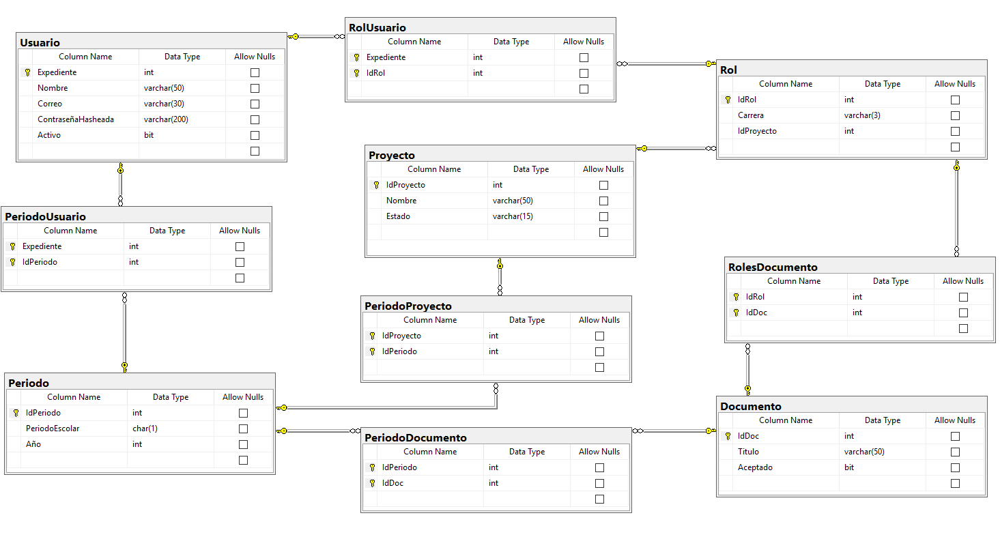 Usuario
Column Name Data Type Allow Nulls
Expediente int
Nombre varchar(50)
Correo varchar(30)
ContraseñaHasheada varchar(200)
Activo bit
RolUsuario
Column Name Data Type Allow Nulls
Expediente int
IdRol int
Rol
Column Name Data Type Allow Nulls
IdRol int
Carrera varchar(3)
IdProyecto int
Proyecto
Column Name Data Type Allow Nulls
IdProyecto int
Nombre varchar(50)
Estado varchar(15)
PeriodoUsuario
Column Name Data Type Allow Nulls
Expediente int
IdPeriodo int
PeriodoProyecto
Column Name Data Type Allow Nulls
IdProyecto int
IdPeriodo int
RolesDocumento
Column Name Data Type Allow Nulls
IdRol int
IdDoc int
Periodo
Column Name Data Type Allow Nulls
IdPeriodo int
PeriodoEscolar char(1)
Año int
PeriodoDocumento
Column Name Data Type Allow Nulls
IdPeriodo int
IdDoc int
Documento
Column Name Data Type Allow Nulls
IdDoc int
Titulo varchar(50)
Aceptado bit